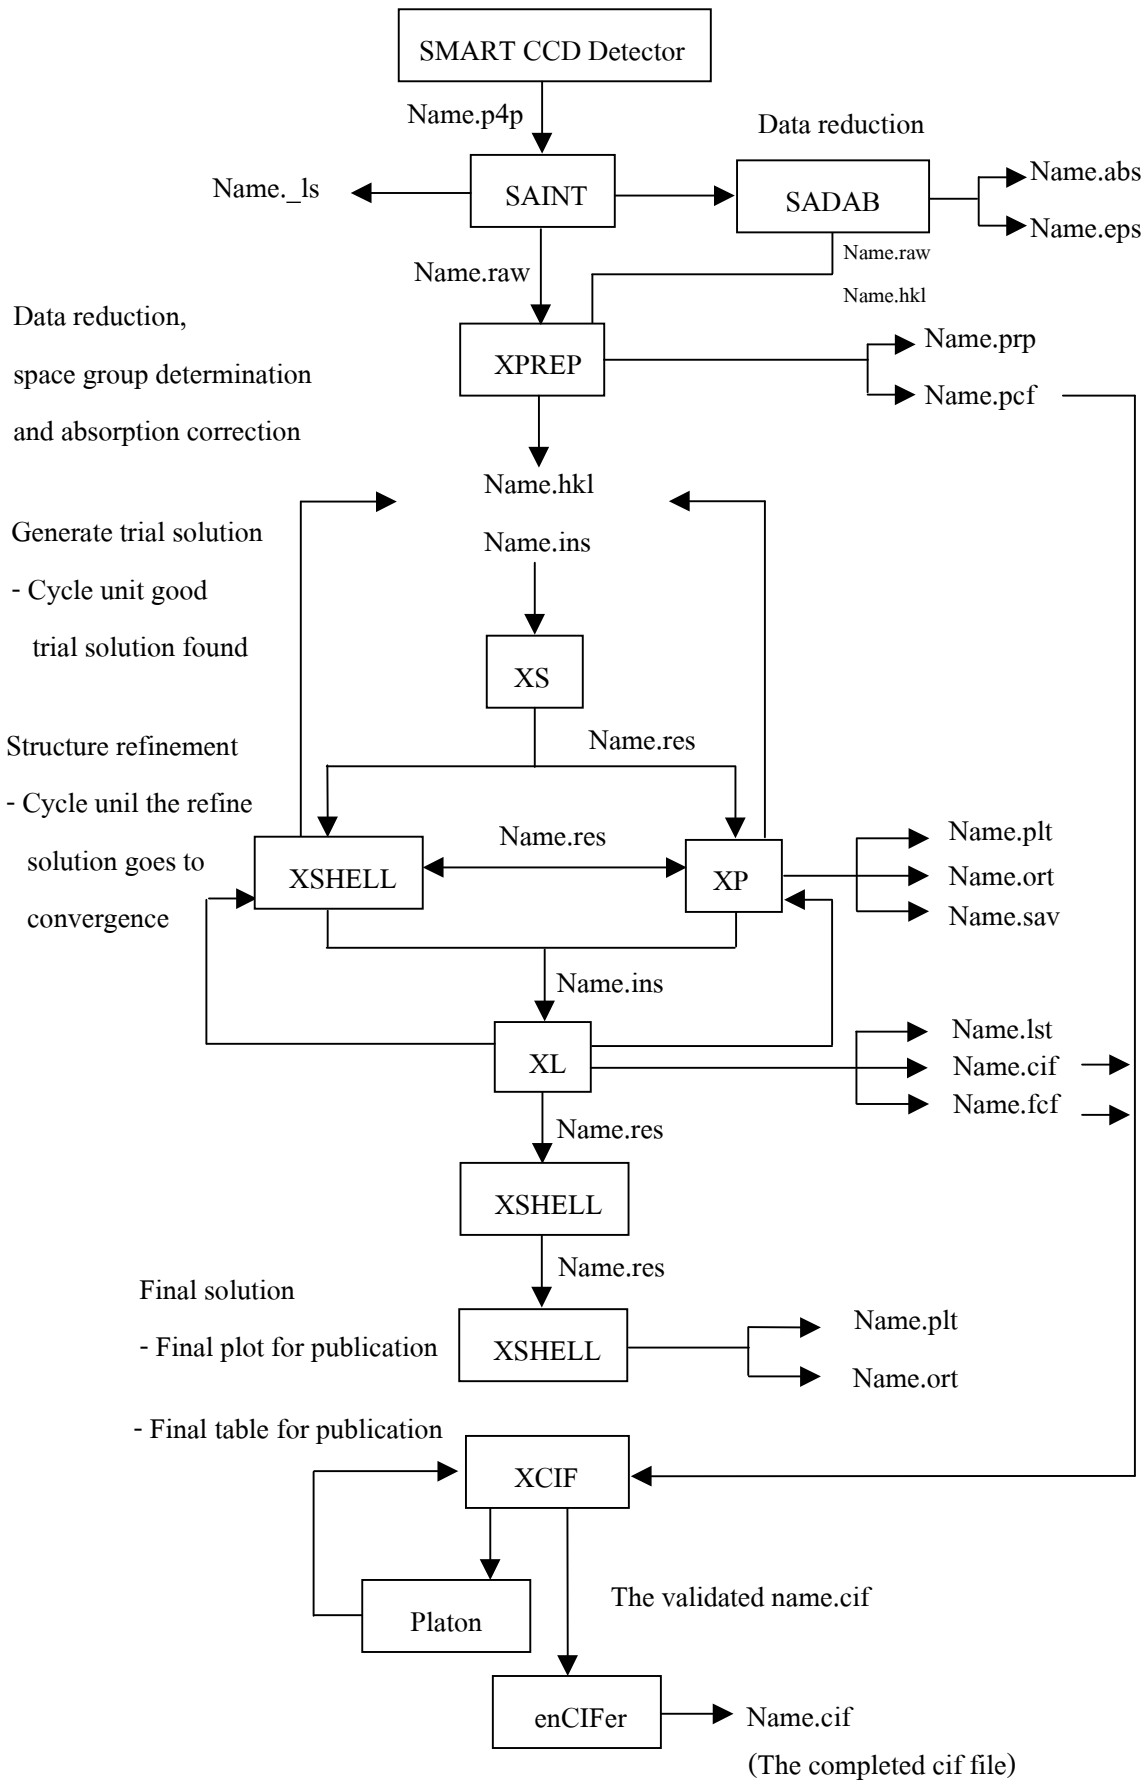 SMART CCD Detector
Name.p4p
Data reduction
Name._ls
SAINT
SADAB
Name.abs
Name.eps
Name.raw
Name.raw
Name.hkl
Data reduction,
space group determination
and absorption correction
XPREP
Name.prp
Name.pcf
Name.hkl
Name.ins
Generate trial solution
- Cycle unit good
trial solution found
XS
Name.res
Structure refinement
- Cycle unil the refine
solution goes to
convergence
Name.res
XSHELL
XP
Name.plt
Name.ort
Name.sav
Name.ins
XL
Name.lst
Name.cif
Name.fcf
Name.res
XSHELL
Name.res
Final solution
- Final plot for publication
XSHELL
Name.plt
Name.ort
- Final table for publication
XCIF
Platon
The validated name.cif
enCIFer
Name.cif
(The completed cif file)